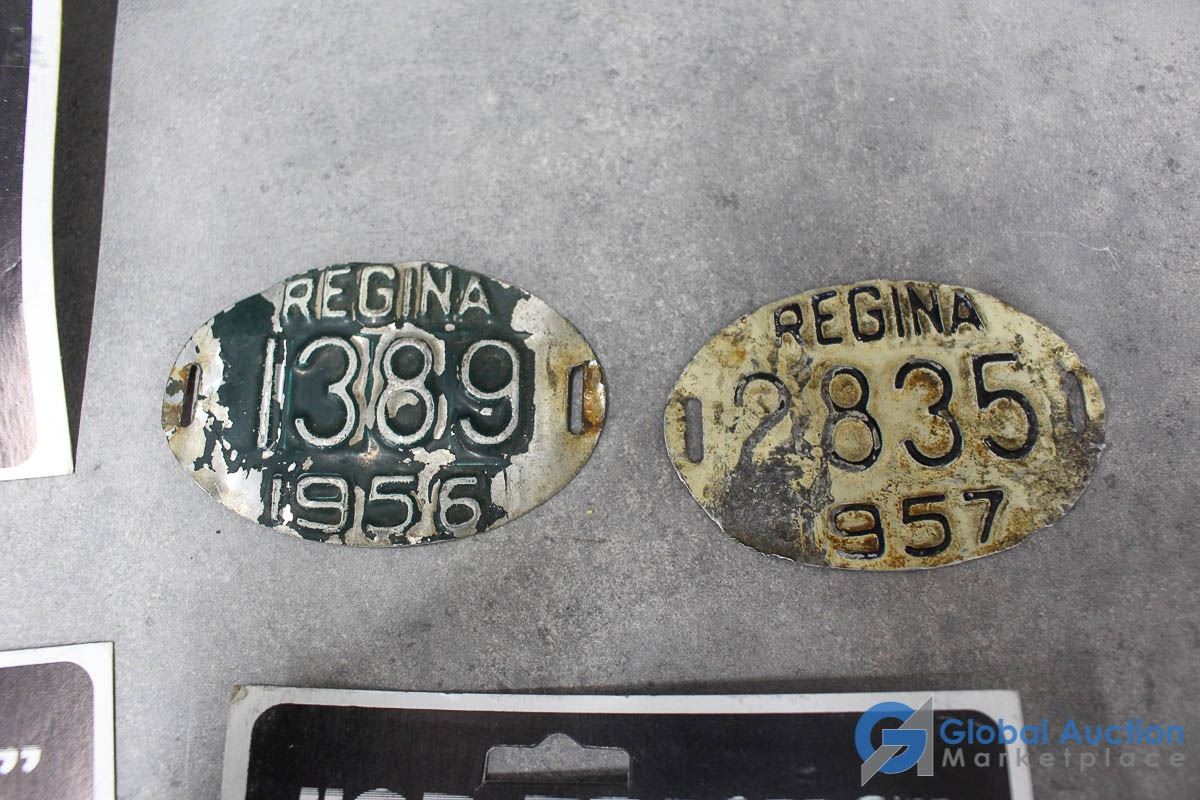 REGINA
1389
1956
REGINA
2835
957
Global Auction
Marketplace